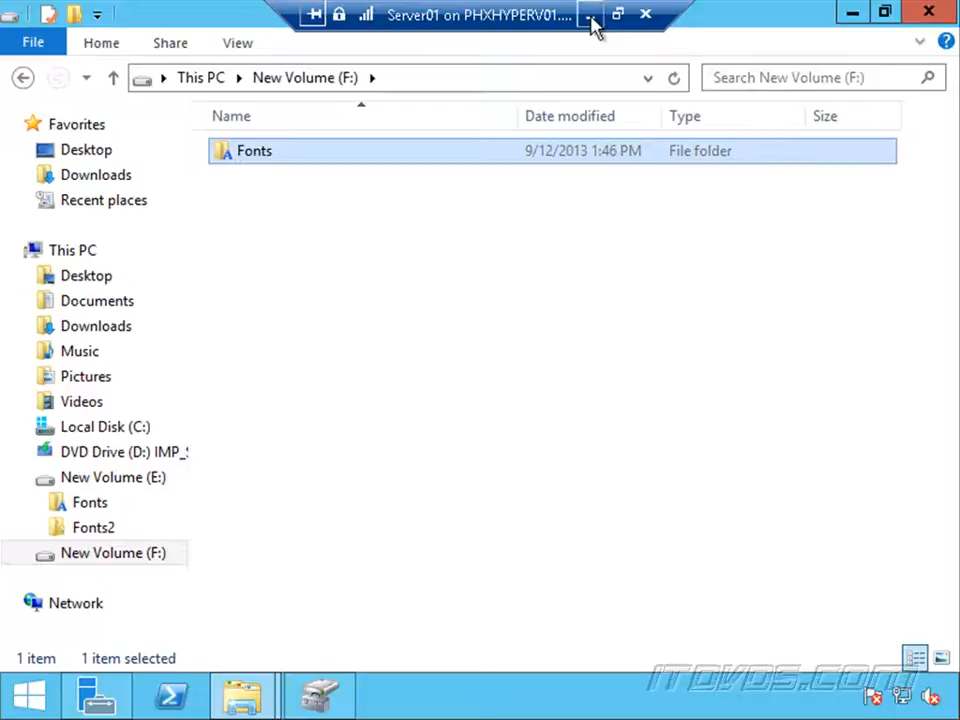 Server01 on PHXHYPERV01....
File Home Share View
This PC New Volume (F:) Search New Volume (F:)
Name Date modified Type Size
Fonts 9/12/2013 1:46 PM File folder
Favorites
Desktop
Downloads
Recent places
This PC
Desktop
Documents
Downloads
Music
Pictures
Videos
Local Disk (C:)
DVD Drive (D:) IMP_S
New Volume (E:)
Fonts
Fonts2
New Volume (F:)
Network
1 item 1 item selected
ITDVDS.COM